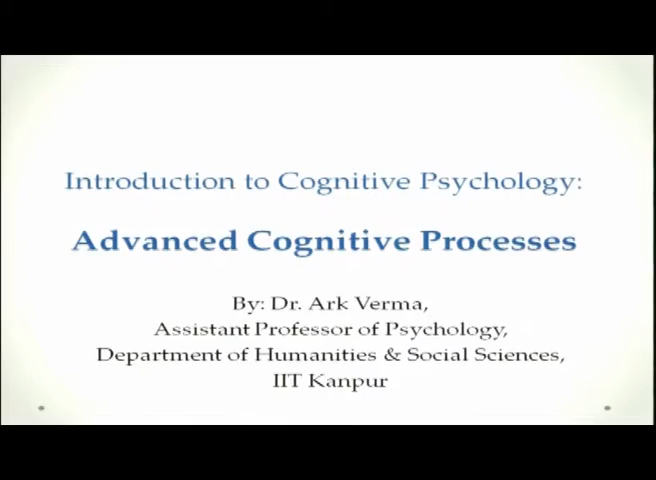 Introduction to Cognitive Psychology:
Advanced Cognitive Processes
By: Dr. Ark Verma,
Assistant Professor of Psychology,
Department of Humanities & Social Sciences,
IIT Kanpur